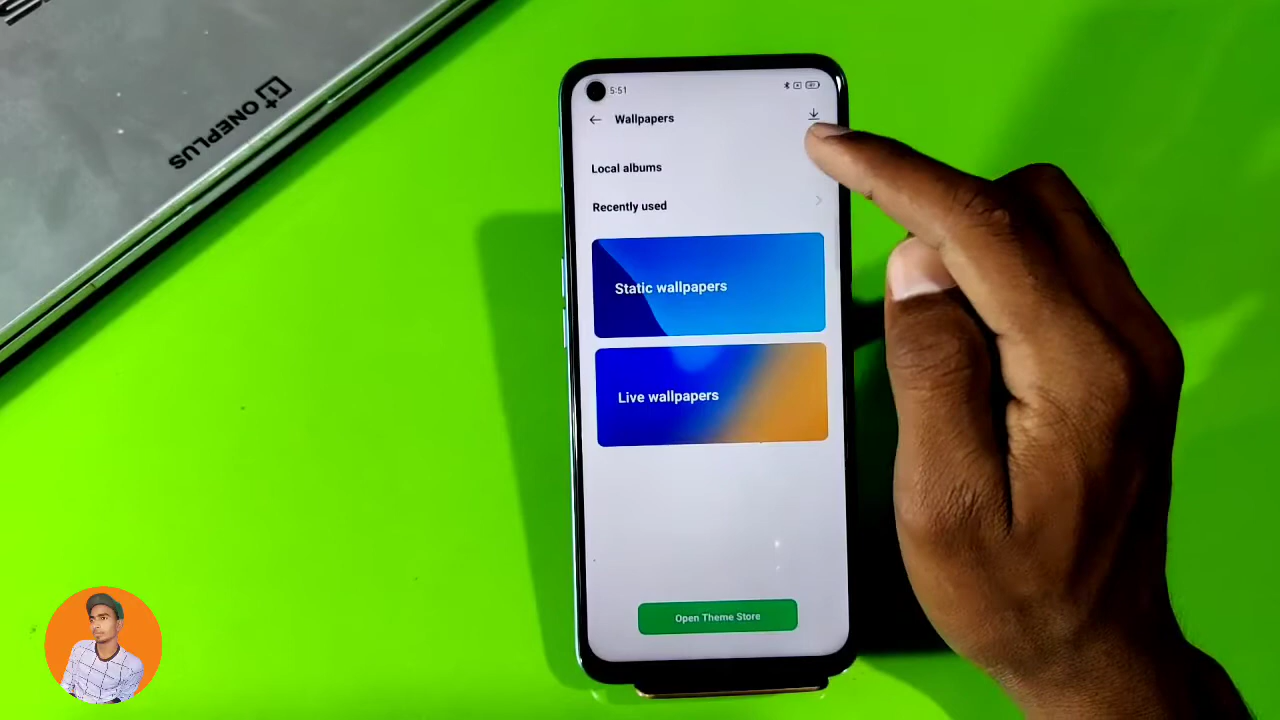 ONEPLUS
5:51
Wallpapers
Local albums
Recently used
Static wallpapers
Live wallpapers
Open Theme Store